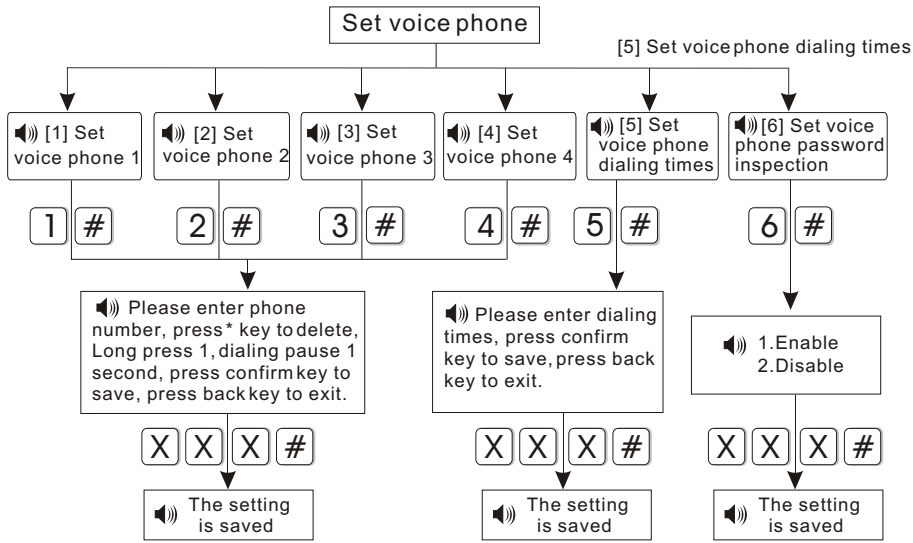 Set voice phone
[5] Set voice phone dialing times
[1] Set
voice phone 1
[2] Set
voice phone 2
[3] Set
voice phone 3
[4] Set
voice phone 4
[5] Set
voice phone
dialing times
[6] Set voice
phone password
inspection
1 #
2 #
3 #
4 #
5 #
6 #
Please enter phone
number, press * key to delete,
Long press 1, dialing pause 1
second, press confirm key to
save, press back key to exit.
Please enter dialing
times, press confirm
key to save, press back
key to exit.
1.Enable
2.Disable
X X X #
X X X #
X X X #
The setting
is saved
The setting
is saved
The setting
is saved